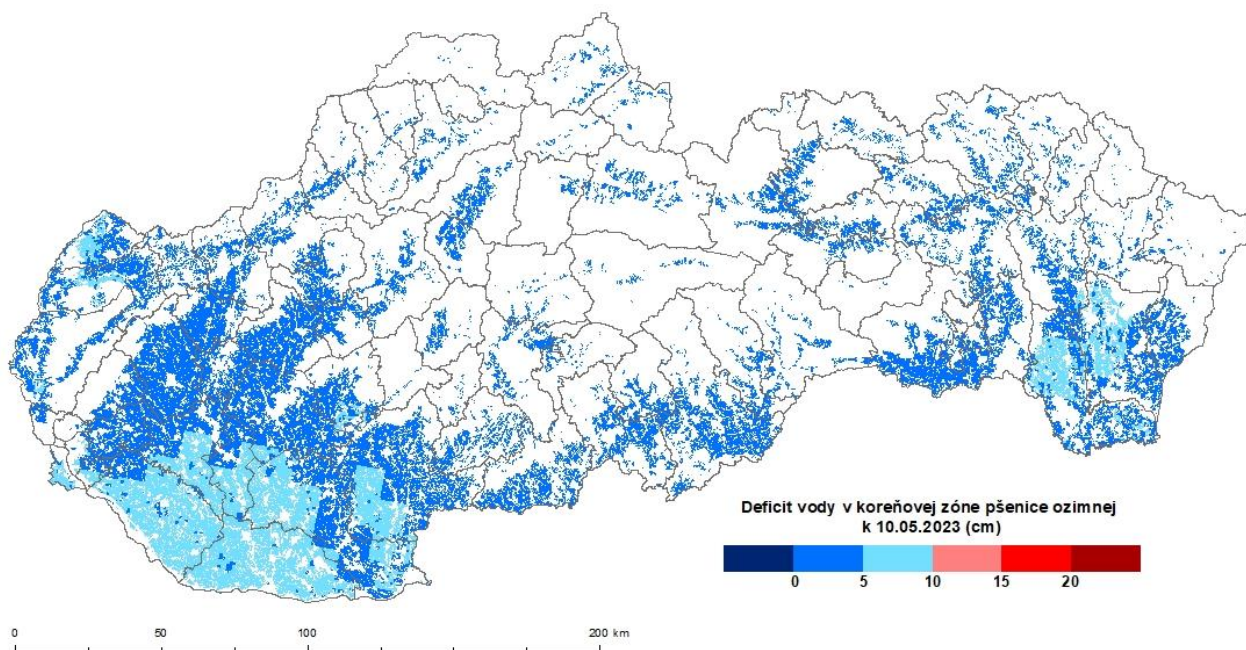 Deficit vody v koreňovej zóne pšenice ozimnej
k 10.05.2023 (cm)
0 5 10 15 20
0 50 100 200 km